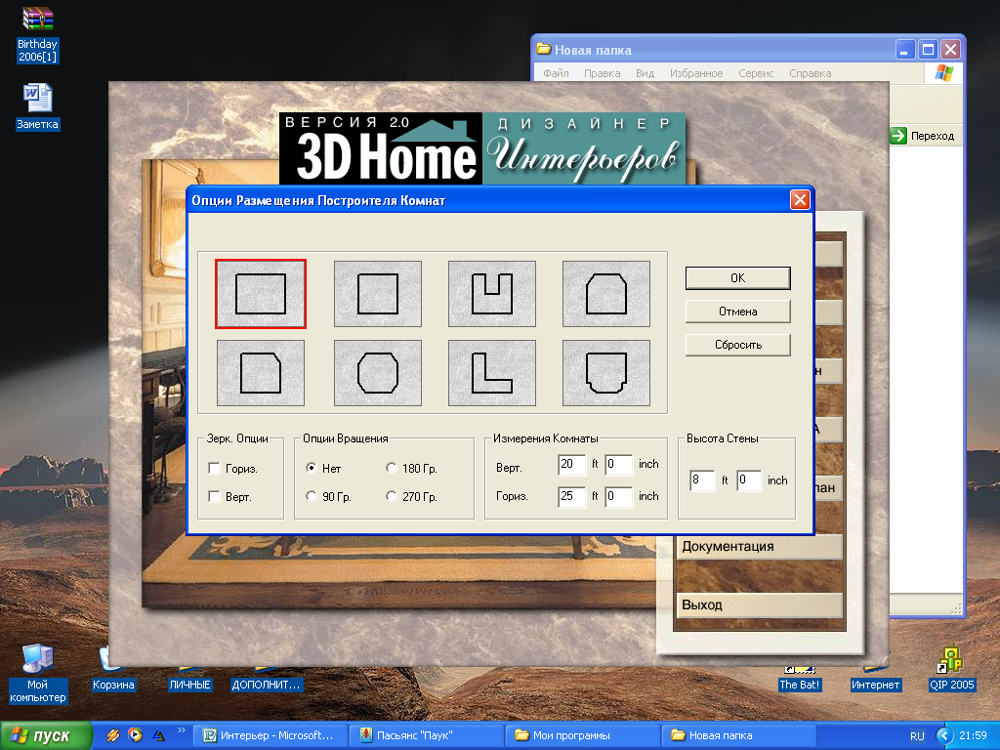 Birthday
2006[1]
Заметка
Новая папка
Файл Правка Вид Избранное Сервис Справка
Переход
ВЕРСИЯ 2.0
3D Home
ДИЗАЙНЕР
Интерьеров
Опции Размещения Построителя Комнат
OK
Отмена
Сбросить
Зерк. Опции
Гориз.
Верт.
Опции Вращения
Нет
180 Гр.
90 Гр.
270 Гр.
Измерения Комнаты
Верт. 20 ft 0 inch
Гориз. 25 ft 0 inch
Высота Стены
8 ft 0 inch
Документация
Выход
Мой
компьютер
Корзина
ЛИЧНЫЕ
ДОПОЛНИТ...
The Bat!
Интернет
QIP 2005
пуск
Интерьер - Microsoft...
Пасьянс "Паук"
Мои программы
Новая папка
RU
21:59